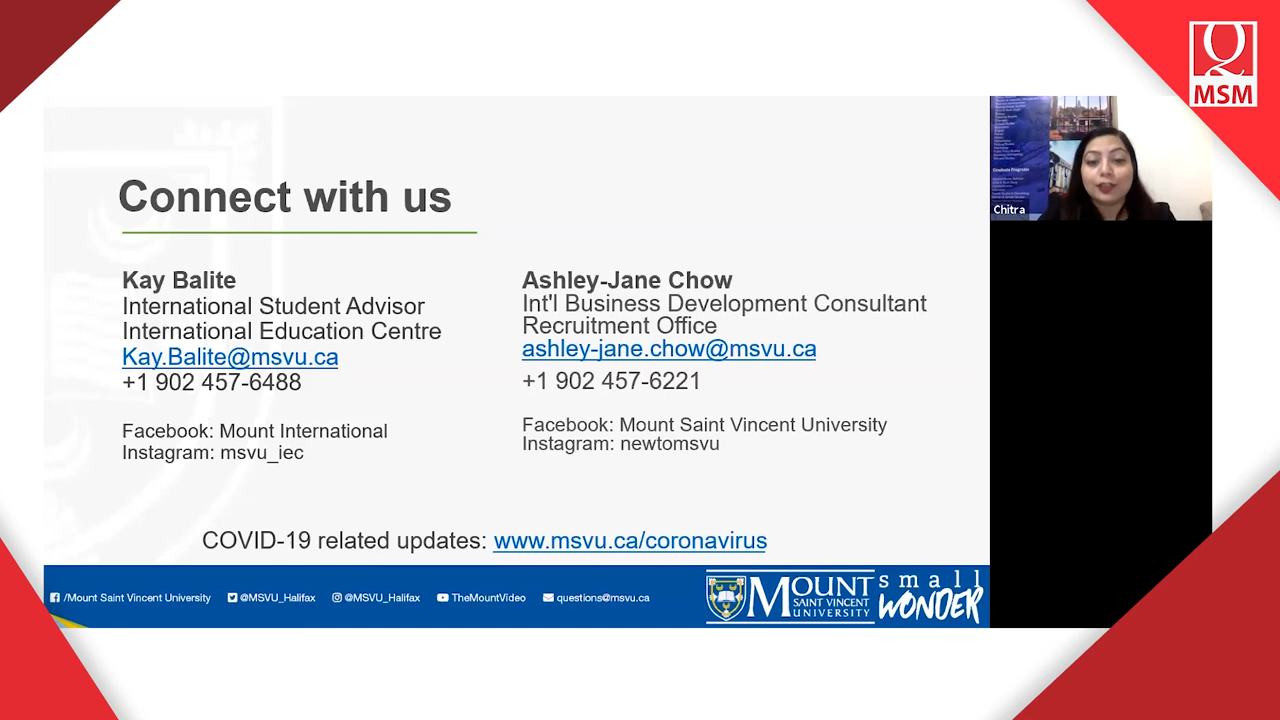 MSM
Connect with us
Kay Balite
International Student Advisor
International Education Centre
Kay.Balite@msvu.ca
+1 902 457-6488
Facebook: Mount International
Instagram: msvu_iec
Ashley-Jane Chow
Int'l Business Development Consultant
Recruitment Office
ashley-jane.chow@msvu.ca
+1 902 457-6221
Facebook: Mount Saint Vincent University
Instagram: newtomsvu
COVID-19 related updates: www.msvu.ca/coronavirus
/Mount Saint Vincent University @MSVU_Halifax @MSVU_Halifax TheMountVideo questions@msvu.ca
MOUNT
SAINT VINCENT
UNIVERSITY
small
WONDER
Graduate Programs
Chitra